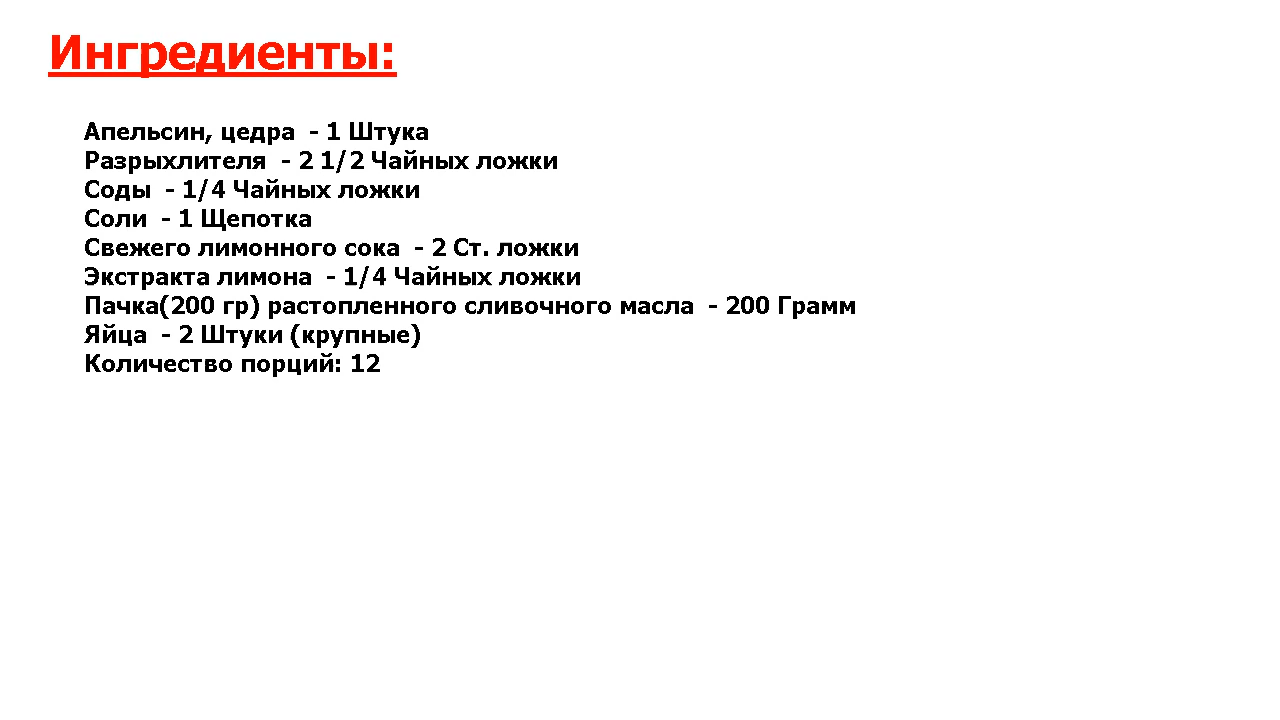 Ингредиенты:
Апельсин, цедра - 1 Штука
Разрыхлителя - 2 1/2 Чайных ложки
Соды - 1/4 Чайных ложки
Соли - 1 Щепотка
Свежего лимонного сока - 2 Ст. ложки
Экстракта лимона - 1/4 Чайных ложки
Пачка(200 гр) растопленного сливочного масла - 200 Грамм
Яйца - 2 Штуки (крупные)
Количество порций: 12